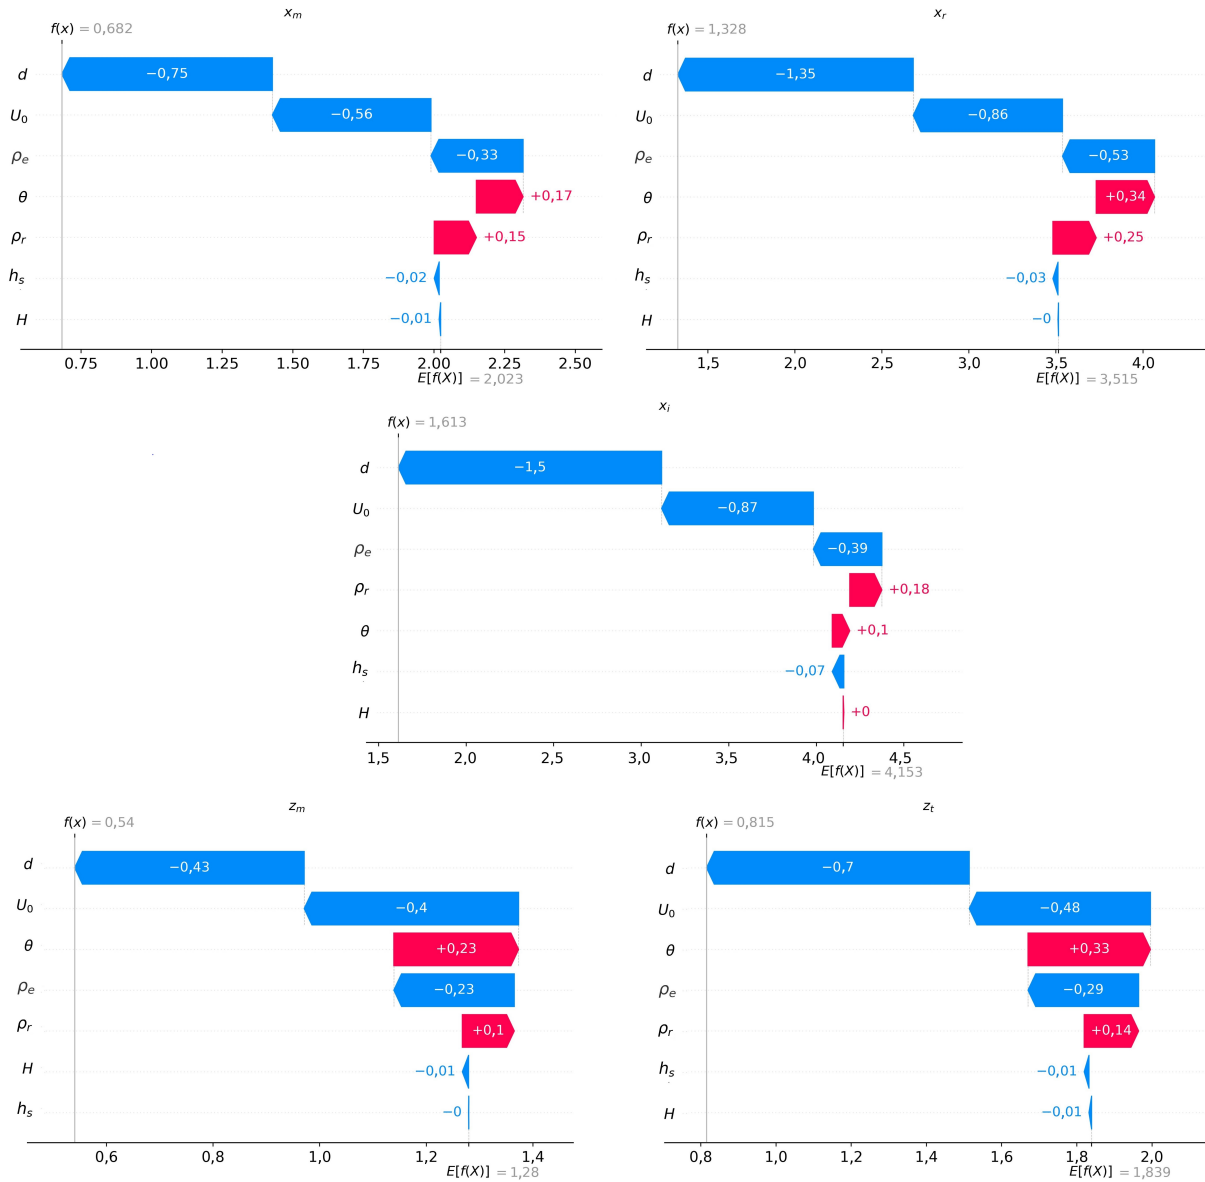 x_m
f(x) = 0,682
d −0,75
U_0 −0,56
ρ_e −0,33
θ +0,17
ρ_r +0,15
h_s −0,02
H −0,01
0.75 1.00 1.25 1.50 1.75 2.00 2.25 2.50
E[f(X)] = 2,023
x_r
f(x) = 1,328
d −1,35
U_0 −0,86
ρ_e −0,53
θ +0,34
ρ_r +0,25
h_s −0,03
H −0
1,5 2,0 2,5 3,0 3,5 4,0
E[f(X)] = 3,515
x_i
f(x) = 1,613
d −1,5
U_0 −0,87
ρ_e −0,39
ρ_r +0,18
θ +0,1
h_s −0,07
H +0
1,5 2,0 2,5 3,0 3,5 4,0 4,5
E[f(X)] = 4,153
z_m
f(x) = 0,54
d −0,43
U_0 −0,4
θ +0,23
ρ_e −0,23
ρ_r +0,1
H −0,01
h_s −0
0,6 0,8 1,0 1,2 1,4
E[f(X)] = 1,28
z_t
f(x) = 0,815
d −0,7
U_0 −0,48
θ +0,33
ρ_e −0,29
ρ_r +0,14
h_s −0,01
H −0,01
0,8 1,0 1,2 1,4 1,6 1,8 2,0
E[f(X)] = 1,839